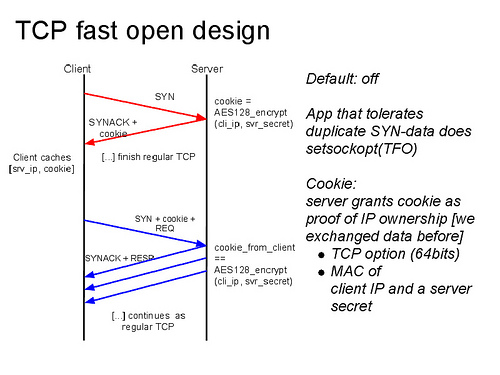 TCP fast open design
Client
Server
SYN
cookie =
AES128_encrypt
(cli_ip, svr_secret)
SYNACK +
cookie
Client caches
[srv_ip, cookie]
[...] finish regular TCP
SYN + cookie +
REQ
SYNACK + RESP
cookie_from_client
==
AES128_encrypt
(cli_ip, svr_secret)
[...] continues as
regular TCP
Default: off
App that tolerates
duplicate SYN-data does
setsockopt(TFO)
Cookie:
server grants cookie as
proof of IP ownership [we
exchanged data before]
● TCP option (64bits)
● MAC of
client IP and a server
secret